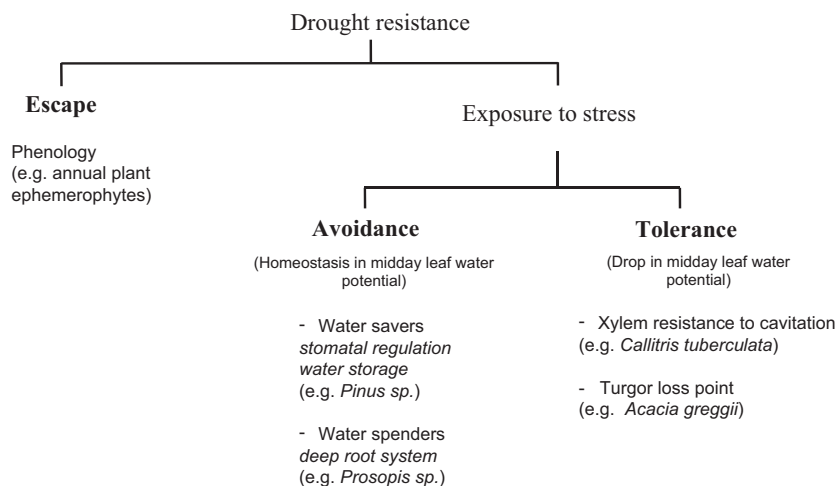 Drought resistance
Escape
Phenology
(e.g. annual plant
ephemerophytes)
Exposure to stress
Avoidance
(Homeostasis in midday leaf water
potential)
- Water savers
stomatal regulation
water storage
(e.g. Pinus sp.)
- Water spenders
deep root system
(e.g. Prosopis sp.)
Tolerance
(Drop in midday leaf water
potential)
- Xylem resistance to cavitation
(e.g. Callitris tuberculata)
- Turgor loss point
(e.g. Acacia greggii)